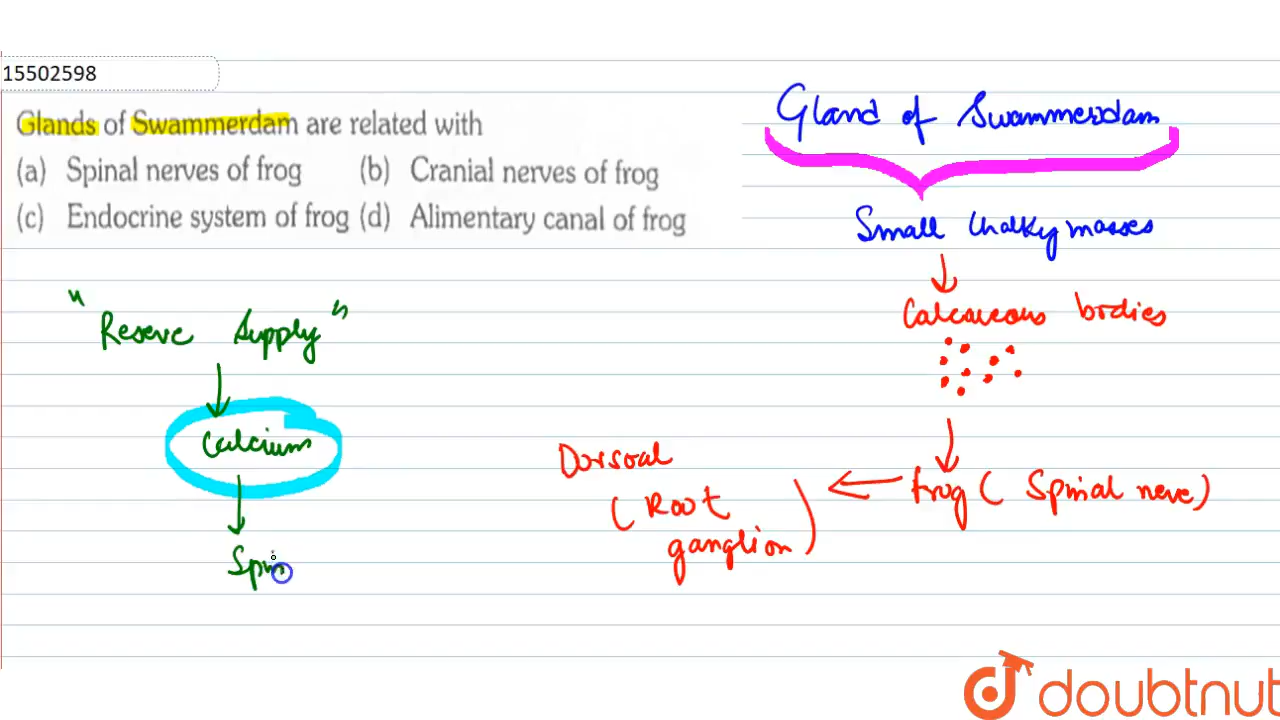 15502598
Glands of Swammerdam are related with
(a) Spinal nerves of frog (b) Cranial nerves of frog
(c) Endocrine system of frog (d) Alimentary canal of frog
Gland of Swammerdam
Small Chalky masses
Calcareous bodies
frog ( Spinal nerve )
Dorsoal
( Root
ganglion )
" Reserve Supply "
Calcium
Spin
doubtnut